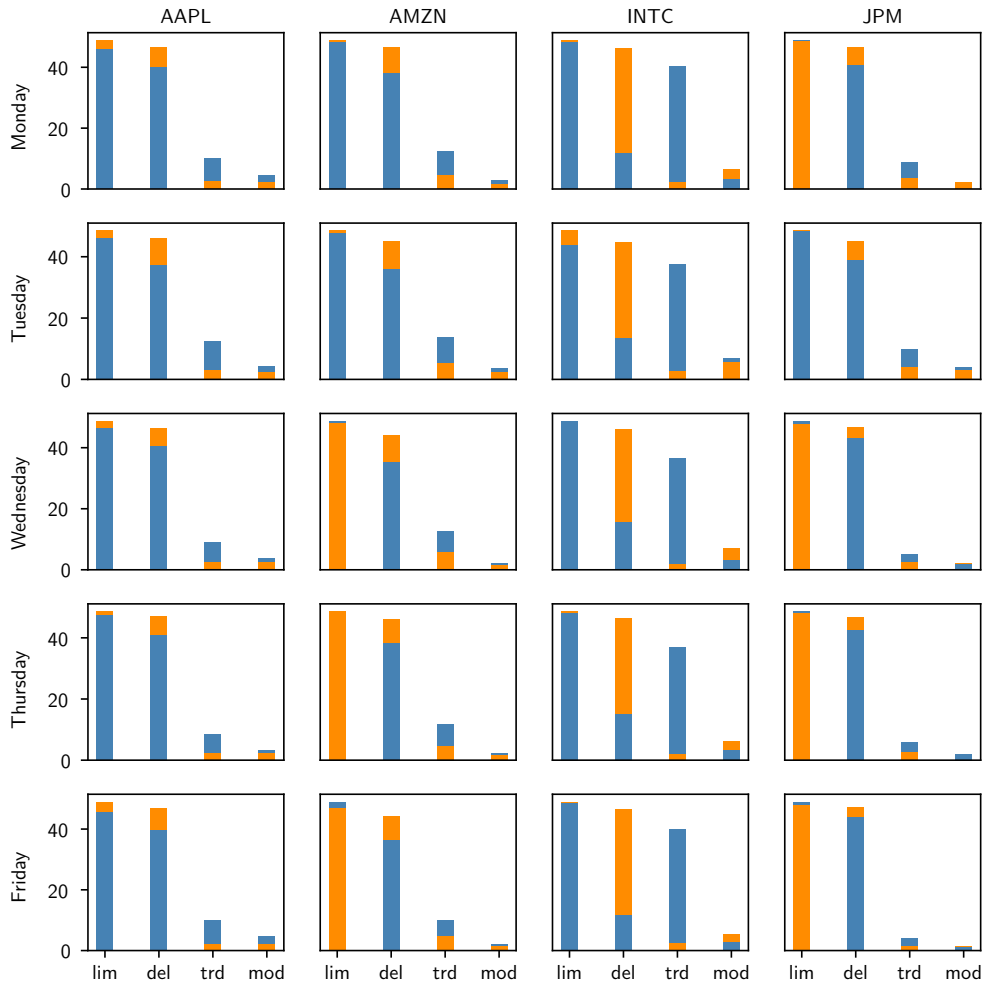 AAPL AMZN INTC JPM
Monday
40
20
0
Tuesday
40
20
0
Wednesday
40
20
0
Thursday
40
20
0
Friday
40
20
0
lim del trd mod lim del trd mod lim del trd mod lim del trd mod